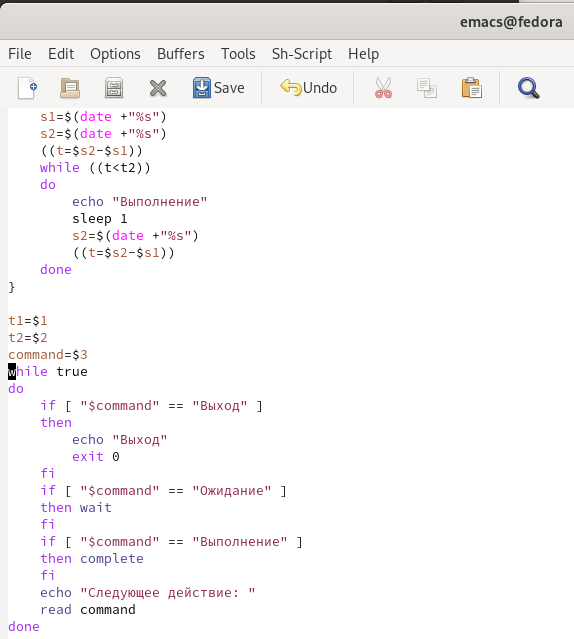 emacs@fedora
File Edit Options Buffers Tools Sh-Script Help
Save Undo
s1=$(date +"%s")
s2=$(date +"%s")
((t=$s2-$s1))
while ((t<t2))
do
echo "Выполнение"
sleep 1
s2=$(date +"%s")
((t=$s2-$s1))
done
}
t1=$1
t2=$2
command=$3
while true
do
if [ "$command" == "Выход" ]
then
echo "Выход"
exit 0
fi
if [ "$command" == "Ожидание" ]
then wait
fi
if [ "$command" == "Выполнение" ]
then complete
fi
echo "Следующее действие: "
read command
done